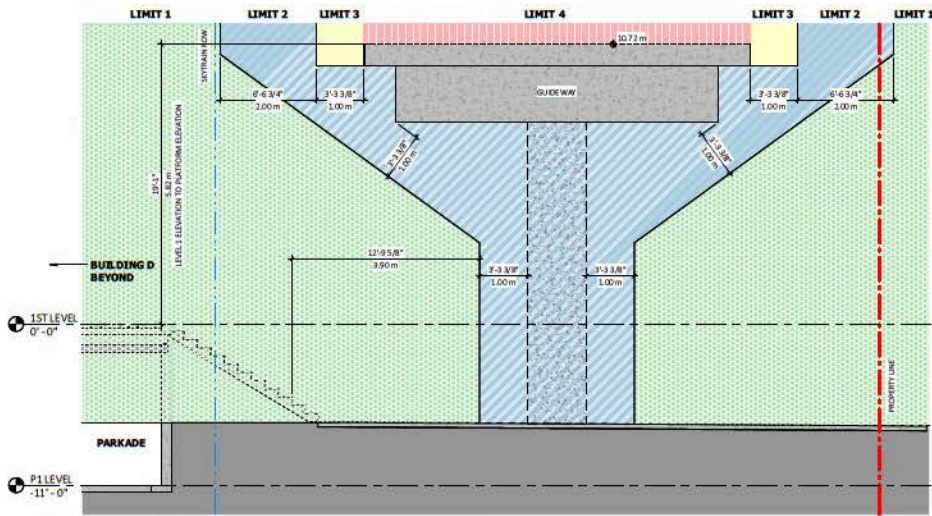 LIMIT 1 LIMIT 2 LIMIT 3 LIMIT 4 LIMIT 3 LIMIT 2 LIMIT 1
SKYTRAIN ROW
10.72 m
6'-6 3/4"
2.00 m
3'-3 3/8"
1.00 m
GUIDEWAY
3'-3 3/8"
1.00 m
6'-6 3/4"
2.00 m
3'-3 3/8"
1.00 m
3'-3 3/8"
1.00 m
19'-1"
5.82 m
LEVEL 1 ELEVATION TO PLATFORM ELEVATION
12'-9 5/8"
3.90 m
3'-3 3/8"
1.00 m
3'-3 3/8"
1.00 m
BUILDING D
BEYOND
1ST LEVEL
0' - 0"
PROPERTY LINE
PARKADE
P1 LEVEL
-11' - 0"